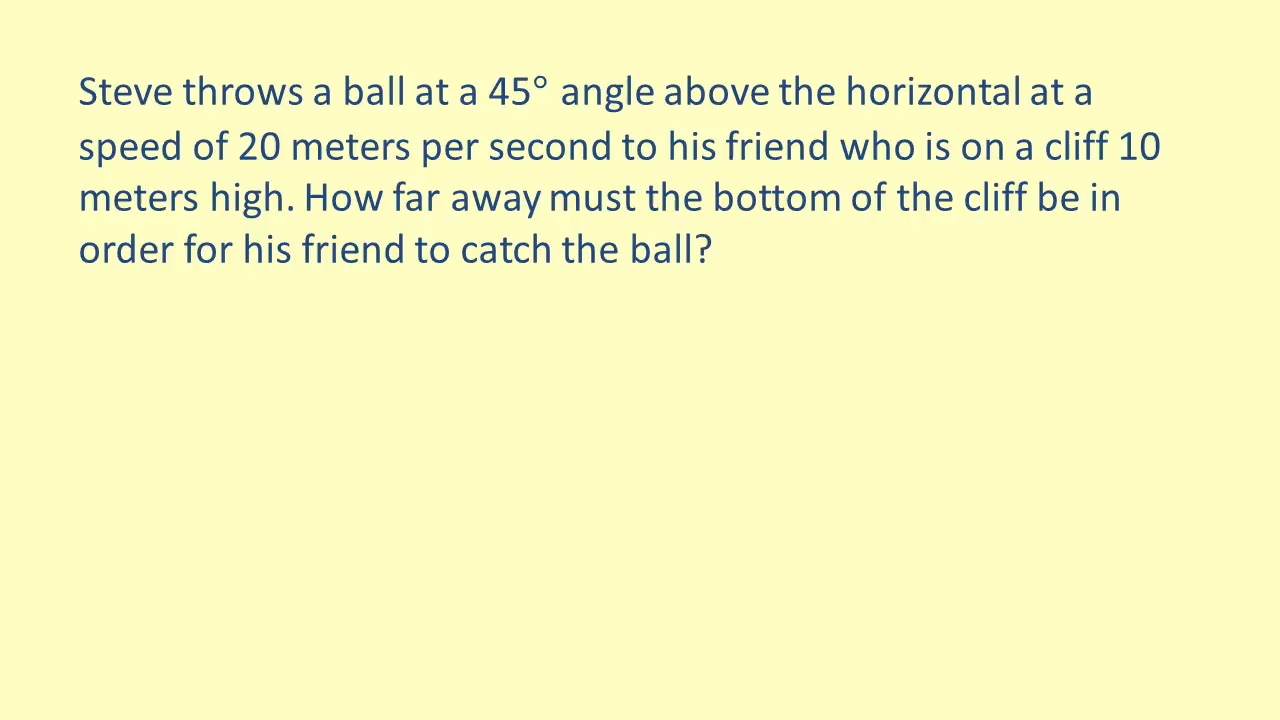 Steve throws a ball at a 45° angle above the horizontal at a
speed of 20 meters per second to his friend who is on a cliff 10
meters high. How far away must the bottom of the cliff be in
order for his friend to catch the ball?